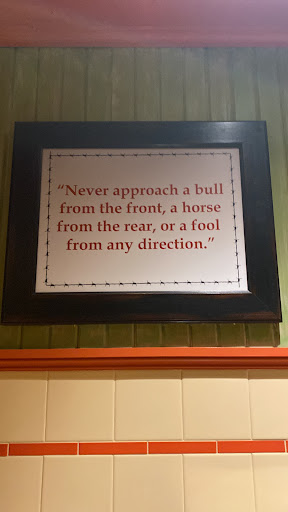 “Never approach a bull
from the front, a horse
from the rear, or a fool
from any direction.”